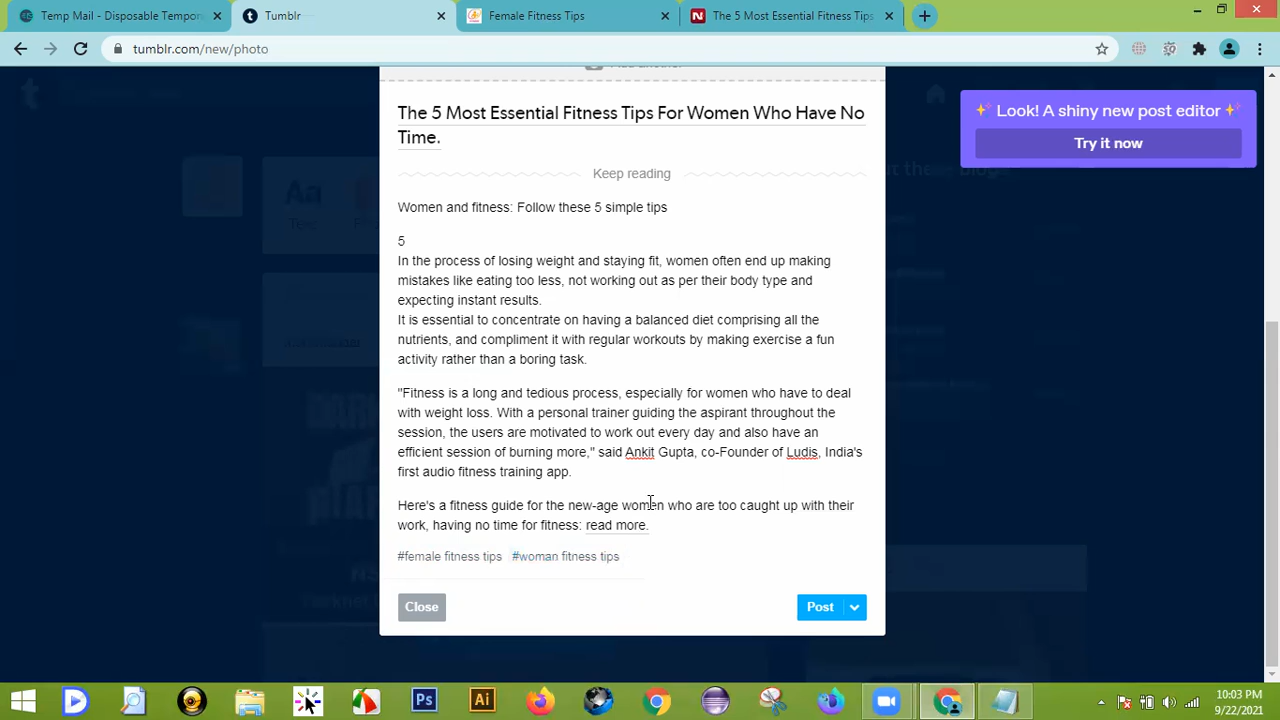 Temp Mail - Disposable Tempor
Tumblr
Female Fitness Tips
The 5 Most Essential Fitness Tips
tumblr.com/new/photo
Look! A shiny new post editor
Try it now
The 5 Most Essential Fitness Tips For Women Who Have No
Time.
Keep reading
Women and fitness: Follow these 5 simple tips
5
In the process of losing weight and staying fit, women often end up making
mistakes like eating too less, not working out as per their body type and
expecting instant results.
It is essential to concentrate on having a balanced diet comprising all the
nutrients, and compliment it with regular workouts by making exercise a fun
activity rather than a boring task.
"Fitness is a long and tedious process, especially for women who have to deal
with weight loss. With a personal trainer guiding the aspirant throughout the
session, the users are motivated to work out every day and also have an
efficient session of burning more," said Ankit Gupta, co-Founder of Ludis, India's
first audio fitness training app.
Here's a fitness guide for the new-age women who are too caught up with their
work, having no time for fitness: read more.
#female fitness tips #woman fitness tips
Close
Post
Aa
Text
Ps
Ai
10:03 PM
9/22/2021